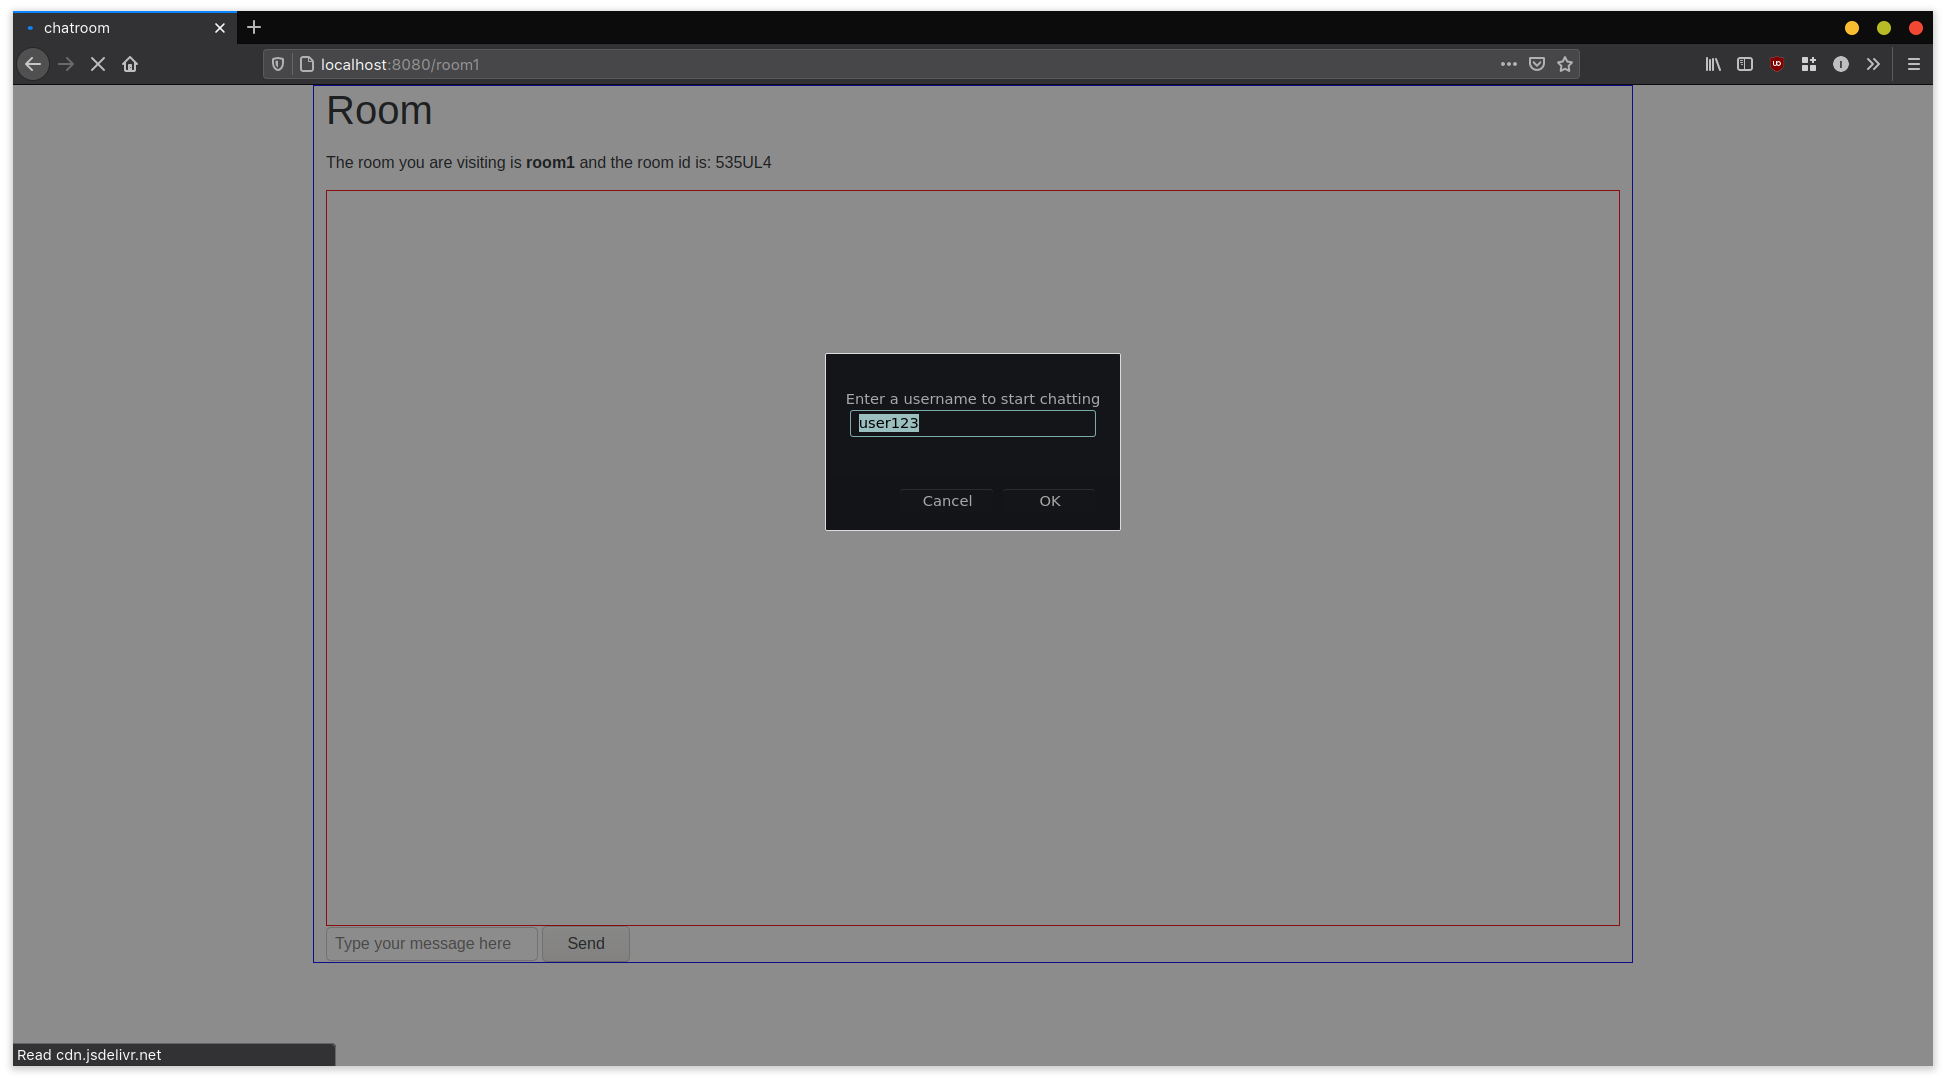 chatroom
localhost:8080/room1
Room
The room you are visiting is room1 and the room id is: 535UL4
Enter a username to start chatting
user123
Cancel OK
Type your message here Send
Read cdn.jsdelivr.net